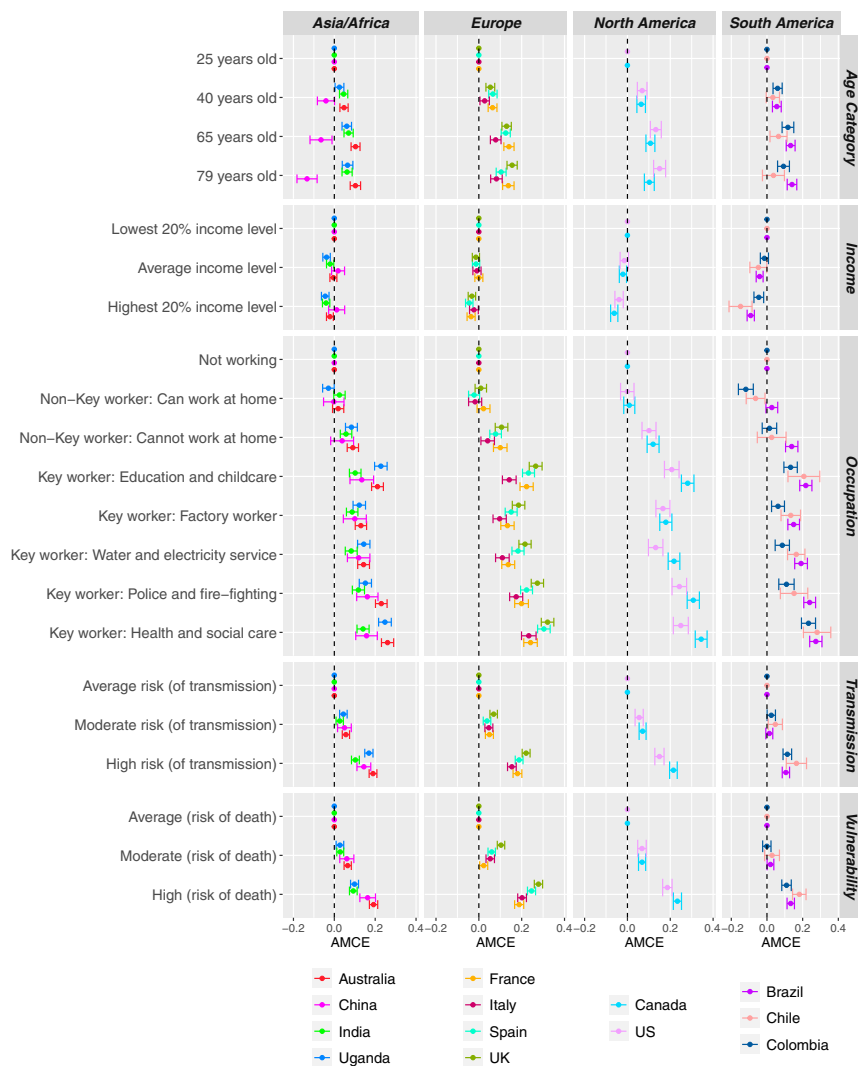 Asia/Africa Europe North America South America
25 years old
40 years old
65 years old
79 years old
Age Category
Lowest 20% income level
Average income level
Highest 20% income level
Income
Not working
Non−Key worker: Can work at home
Non−Key worker: Cannot work at home
Key worker: Education and childcare
Key worker: Factory worker
Key worker: Water and electricity service
Key worker: Police and fire−fighting
Key worker: Health and social care
Occupation
Average risk (of transmission)
Moderate risk (of transmission)
High risk (of transmission)
Transmission
Average (risk of death)
Moderate (risk of death)
High (risk of death)
Vulnerability
−0.2 0.0 0.2 0.4 −0.2 0.0 0.2 0.4 −0.2 0.0 0.2 0.4 −0.2 0.0 0.2 0.4
AMCE AMCE AMCE AMCE
Australia
China
India
Uganda
France
Italy
Spain
UK
Canada
US
Brazil
Chile
Colombia